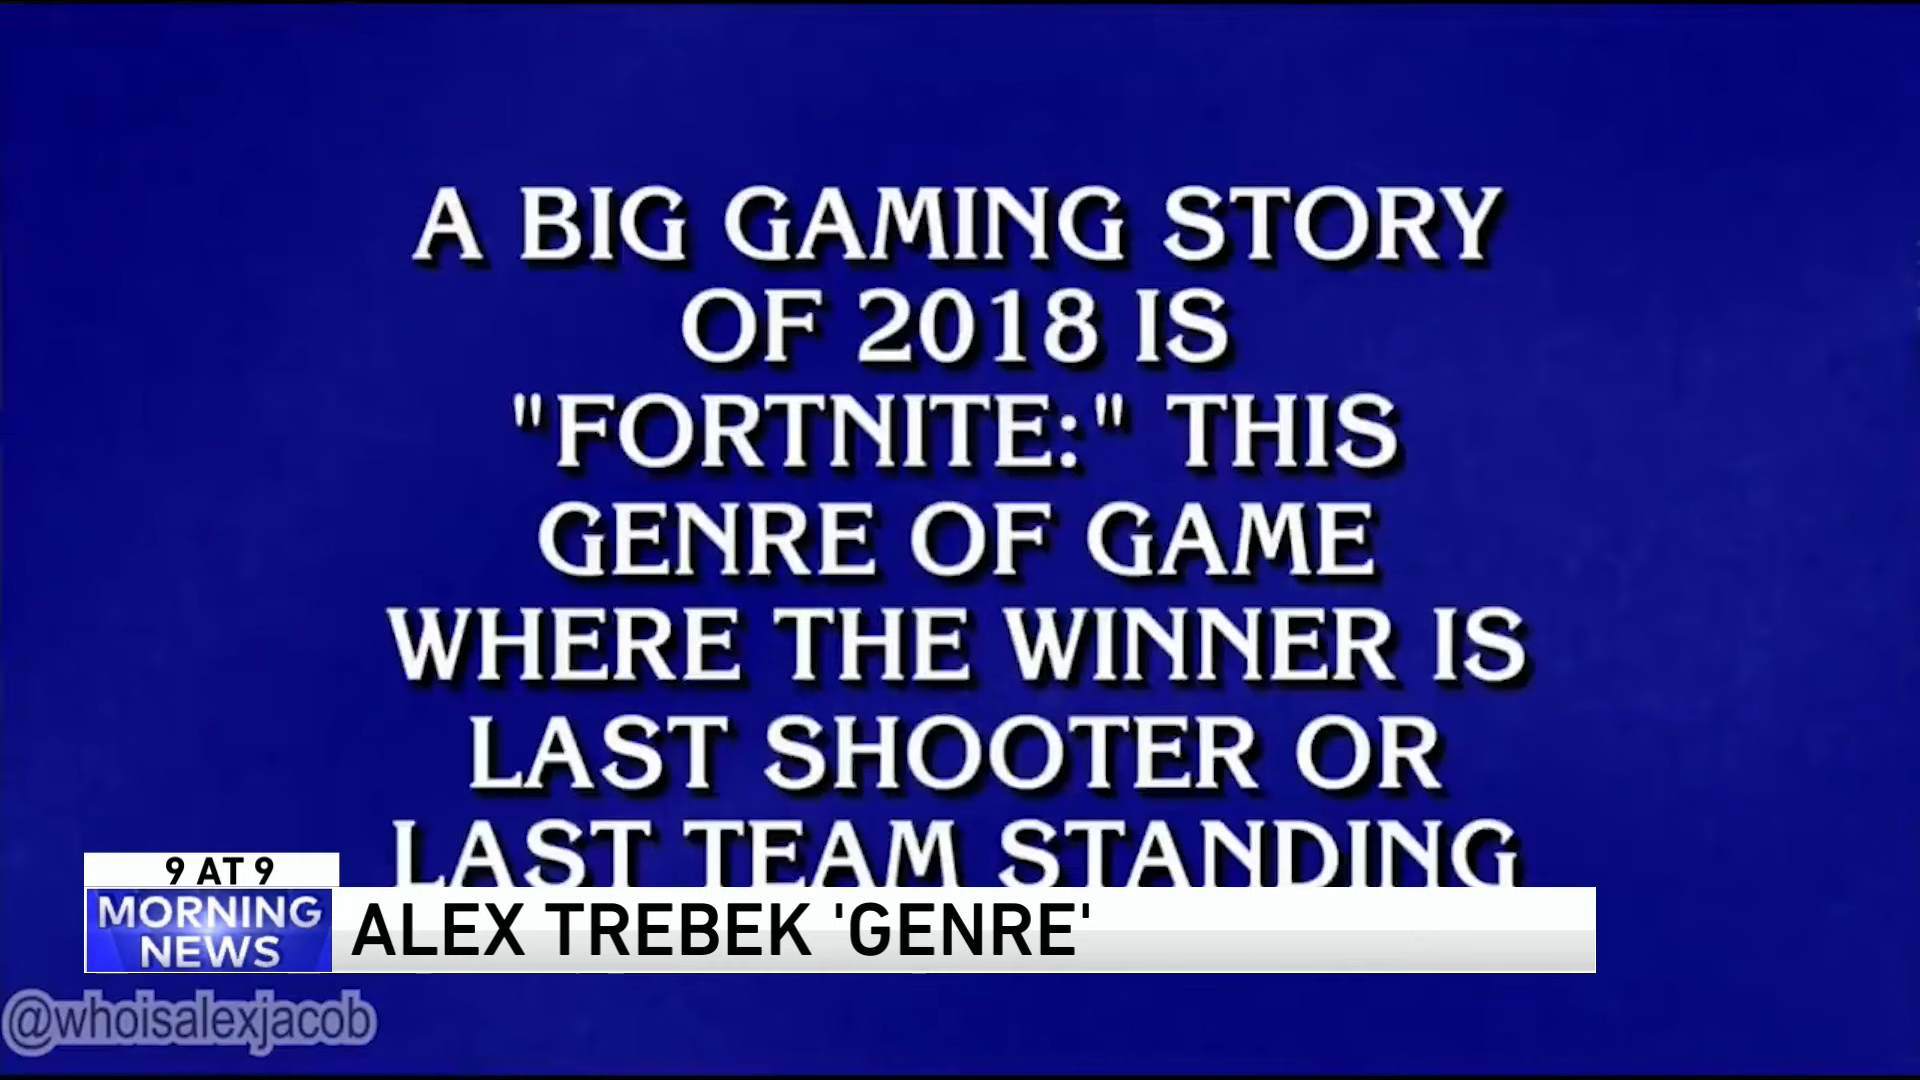 A BIG GAMING STORY
OF 2018 IS
"FORTNITE:" THIS
GENRE OF GAME
WHERE THE WINNER IS
LAST SHOOTER OR
LAST TEAM STANDING
9 AT 9
MORNING
NEWS
ALEX TREBEK 'GENRE'
@whoisalexjacob